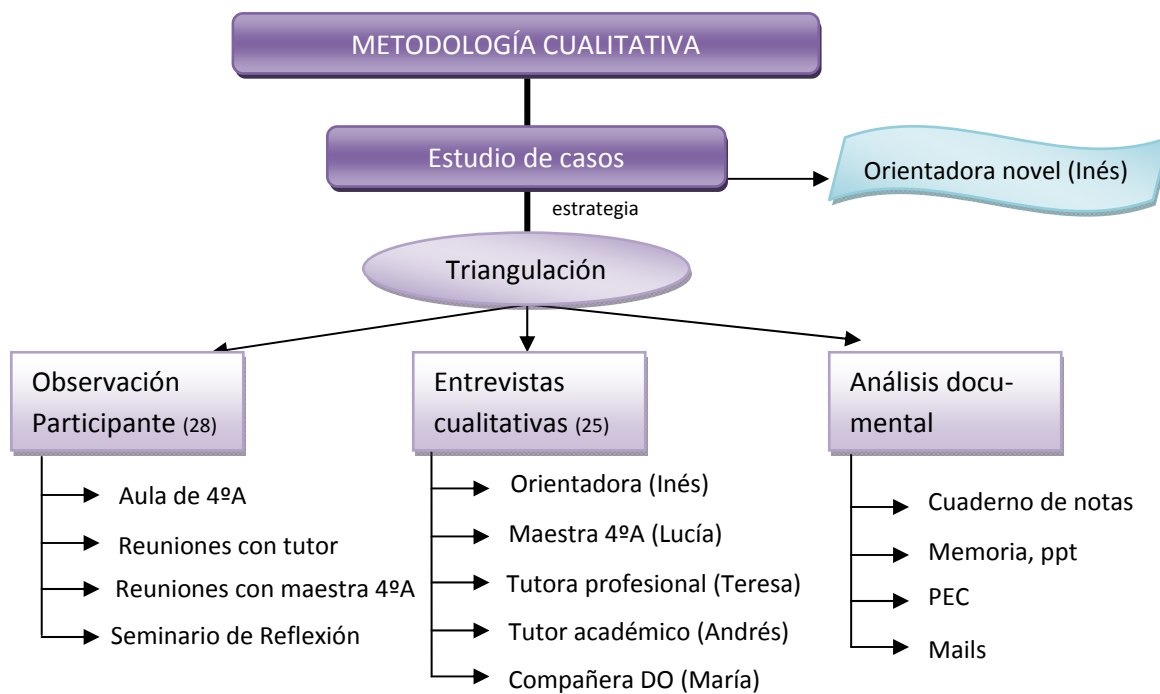 METODOLOGÍA CUALITATIVA
Estudio de casos
Orientadora novel (Inés)
estrategia
Triangulación
Observación
Participante (28)
Aula de 4ºA
Reuniones con tutor
Reuniones con maestra 4ºA
Seminario de Reflexión
Entrevistas
cualitativas (25)
Orientadora (Inés)
Maestra 4ºA (Lucía)
Tutora profesional (Teresa)
Tutor académico (Andrés)
Compañera DO (María)
Análisis docu-
mental
Cuaderno de notas
Memoria, ppt
PEC
Mails